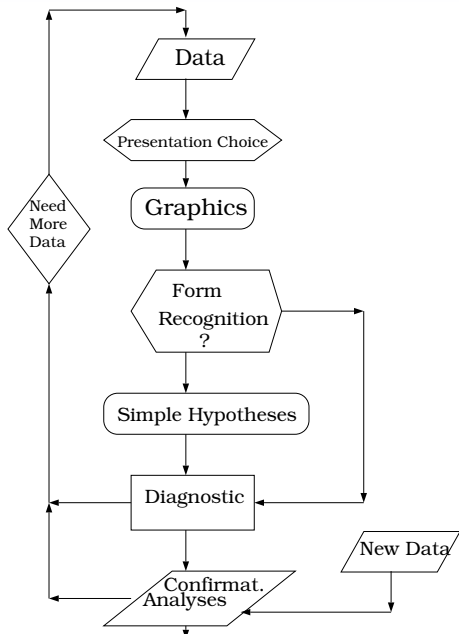 Data
Presentation Choice
Graphics
Need
More
Data
Form
Recognition
?
Simple Hypotheses
Diagnostic
New Data
Confirmat.
Analyses